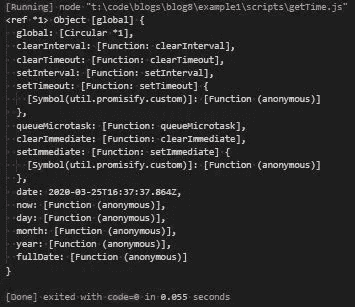 [Running] node "t:\code\blogs\blog8\example1\scripts\getTime.js"
<ref *1> Object [global] {
  global: [Circular *1],
  clearInterval: [Function: clearInterval],
  clearTimeout: [Function: clearTimeout],
  setInterval: [Function: setInterval],
  setTimeout: [Function: setTimeout] {
    [Symbol(util.promisify.custom)]: [Function (anonymous)]
  },
  queueMicrotask: [Function: queueMicrotask],
  clearImmediate: [Function: clearImmediate],
  setImmediate: [Function: setImmediate] {
    [Symbol(util.promisify.custom)]: [Function (anonymous)]
  },
  date: 2020-03-25T16:37:37.864Z,
  now: [Function (anonymous)],
  day: [Function (anonymous)],
  month: [Function (anonymous)],
  year: [Function (anonymous)],
  fullDate: [Function (anonymous)]
}
[Done] exited with code=0 in 0.055 seconds